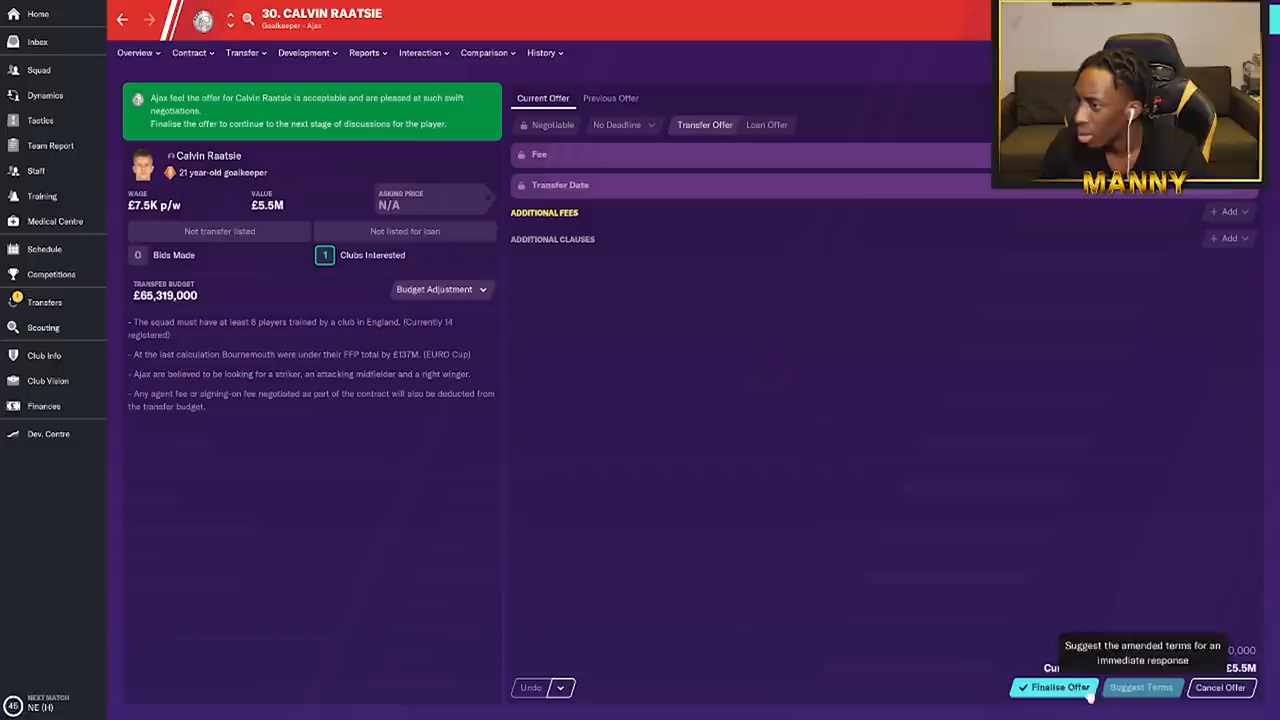 30. CALVIN RAATSIE
Goalkeeper - Ajax
Home
Inbox
Squad
Dynamics
Tactics
Team Report
Staff
Training
Medical Centre
Schedule
Competitions
1
Transfers
Scouting
Club Info
Club Vision
Finances
Dev. Centre
45
NEXT MATCH
NE (H)
Overview Contract Transfer Development Reports Interaction Comparison History
Ajax feel the offer for Calvin Raatsie is acceptable and are pleased at such swift
negotiations.
Finalise the offer to continue to the next stage of discussions for the player.
Calvin Raatsie
21 year-old goalkeeper
WAGE VALUE ASKING PRICE
£7.5K p/w £5.5M N/A
Not transfer listed Not listed for loan
0 Bids Made 1 Clubs Interested
TRANSFER BUDGET
£65,319,000
Budget Adjustment
- The squad must have at least 8 players trained by a club in England. (Currently 14
registered)
- At the last calculation Bournemouth were under their FFP total by £137M. (EURO Cup)
- Ajax are believed to be looking for a striker, an attacking midfielder and a right winger.
- Any agent fee or signing-on fee negotiated as part of the contract will also be deducted from
the transfer budget.
Current Offer Previous Offer
Negotiable No Deadline Transfer Offer Loan Offer
Fee
Transfer Date
ADDITIONAL FEES + Add
ADDITIONAL CLAUSES + Add
MANNY
Suggest the amended terms for an
immediate response
0,000
Cu £5.5M
Undo Finalise Offer Suggest Terms Cancel Offer